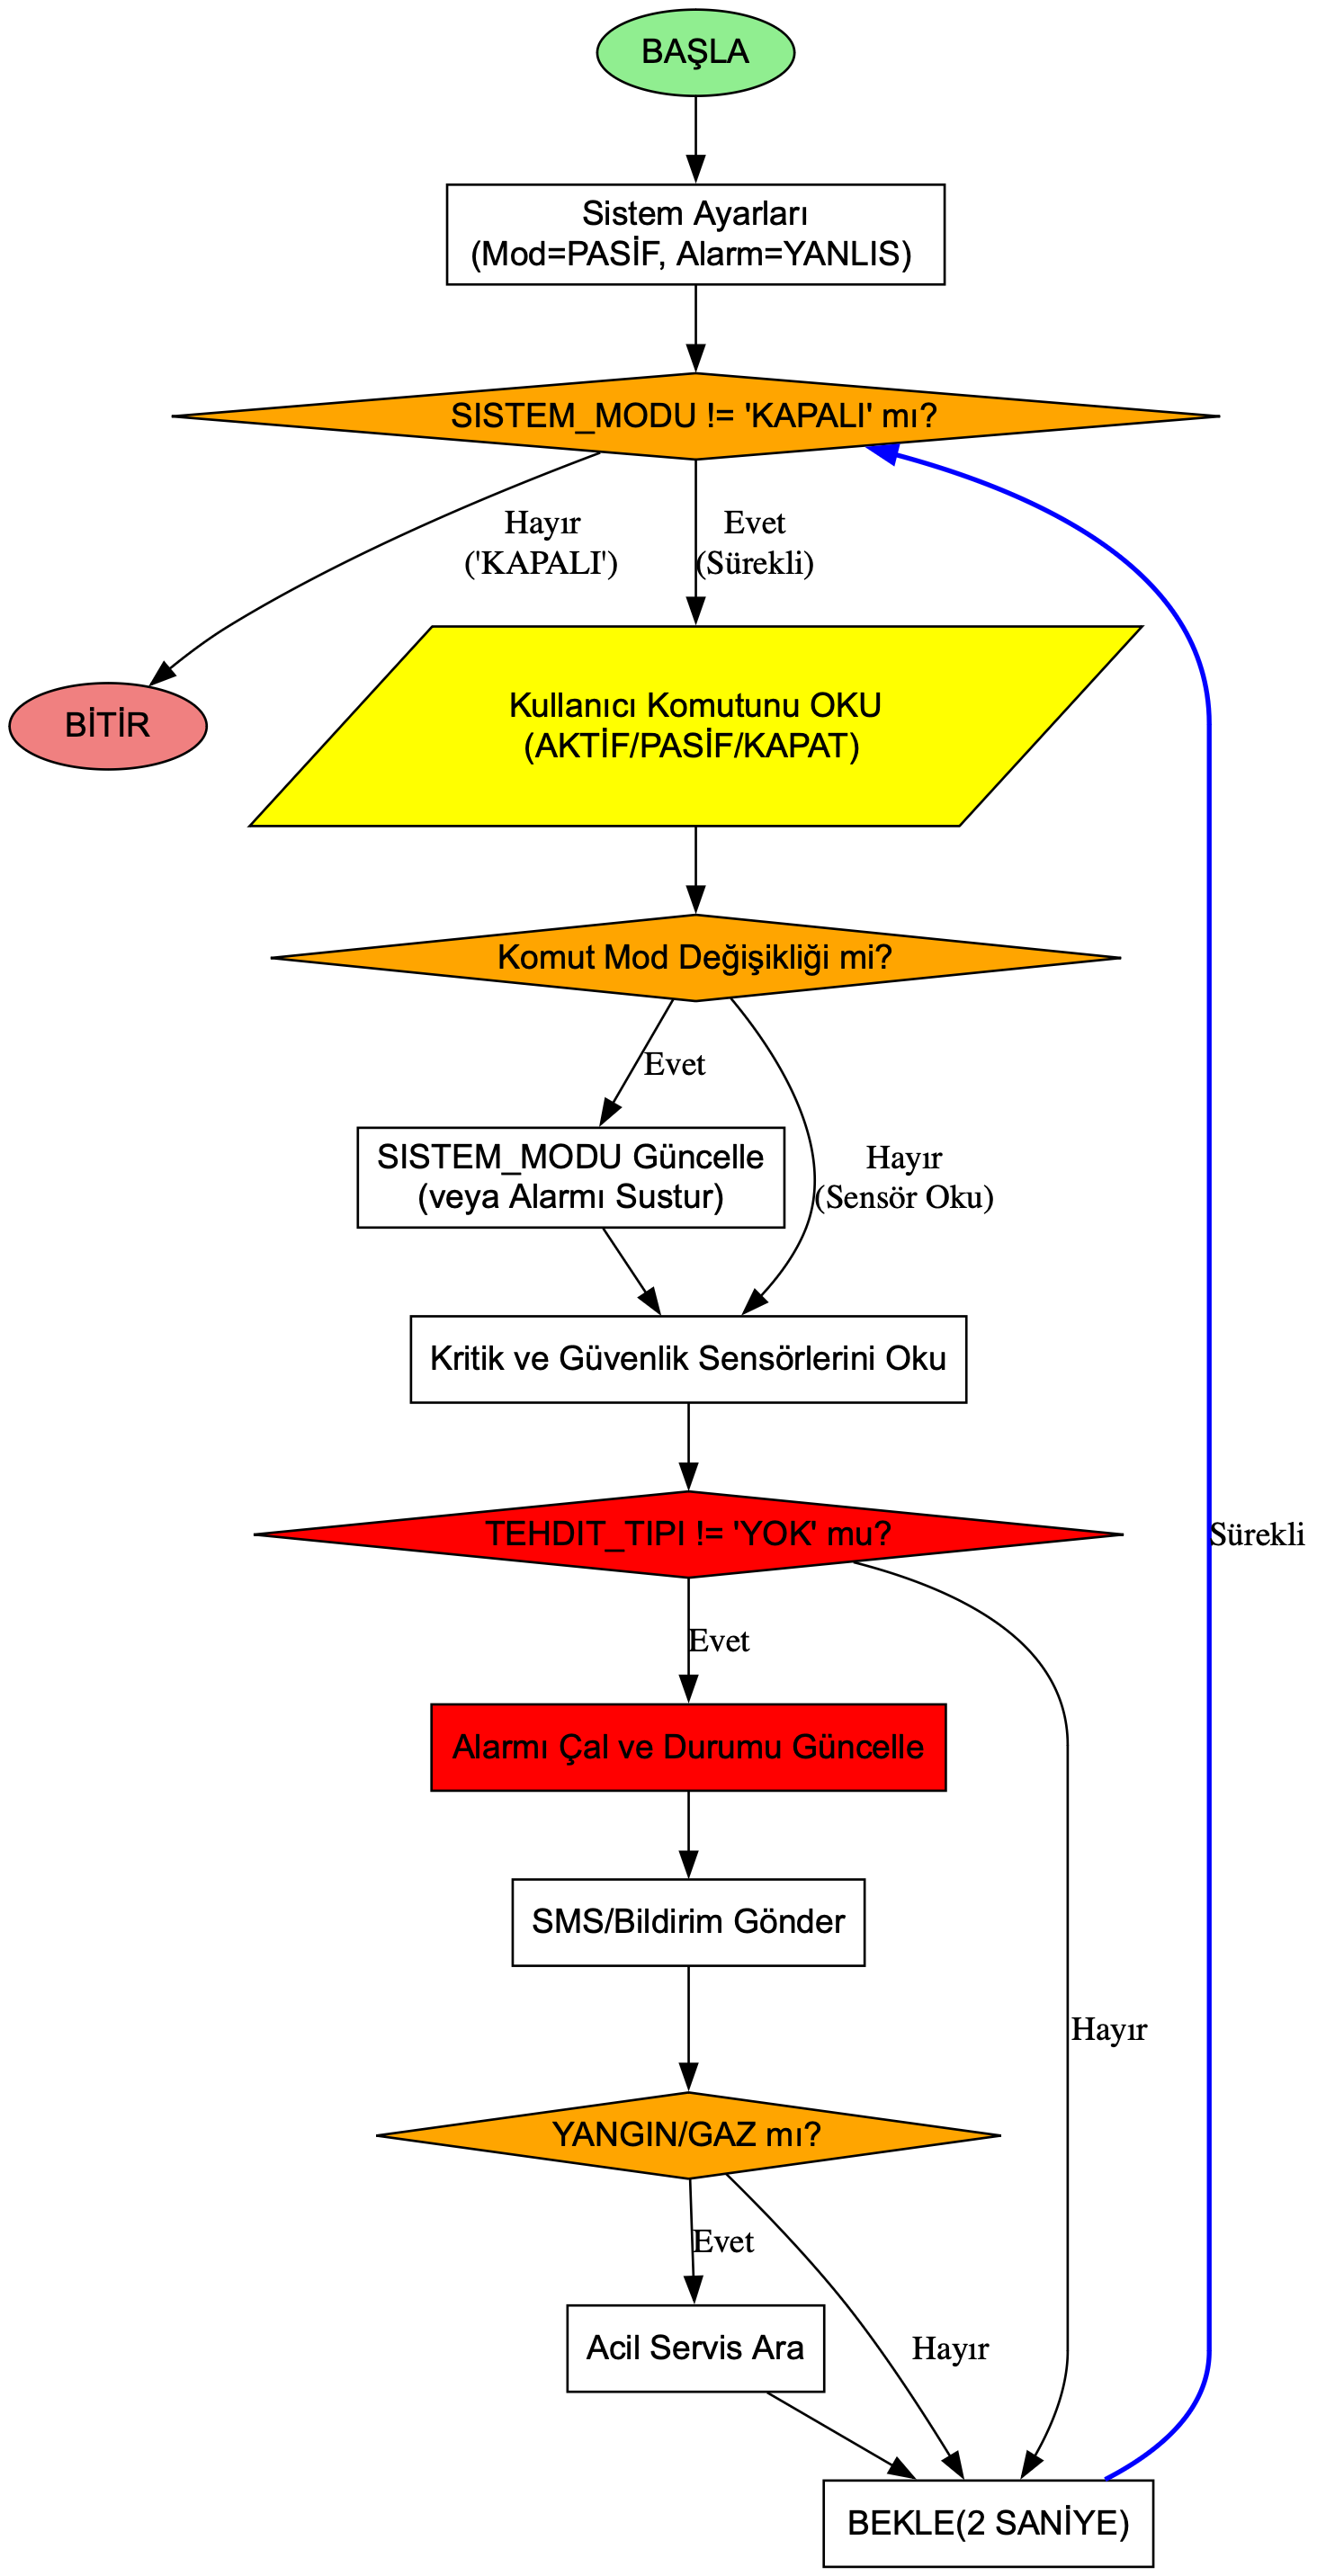 BAŞLA
Sistem Ayarları
(Mod=PASİF, Alarm=YANLIS)
SISTEM_MODU != 'KAPALI' mı?
Hayır
('KAPALI')
Evet
(Sürekli)
BİTİR
Kullanıcı Komutunu OKU
(AKTİF/PASİF/KAPAT)
Komut Mod Değişikliği mi?
Evet
SISTEM_MODU Güncelle
(veya Alarmı Sustur)
Hayır
(Sensör Oku)
Kritik ve Güvenlik Sensörlerini Oku
TEHDIT_TIPI != 'YOK' mu?
Sürekli
Evet
Alarmı Çal ve Durumu Güncelle
SMS/Bildirim Gönder
Hayır
YANGIN/GAZ mı?
Evet
Acil Servis Ara
Hayır
BEKLE(2 SANİYE)